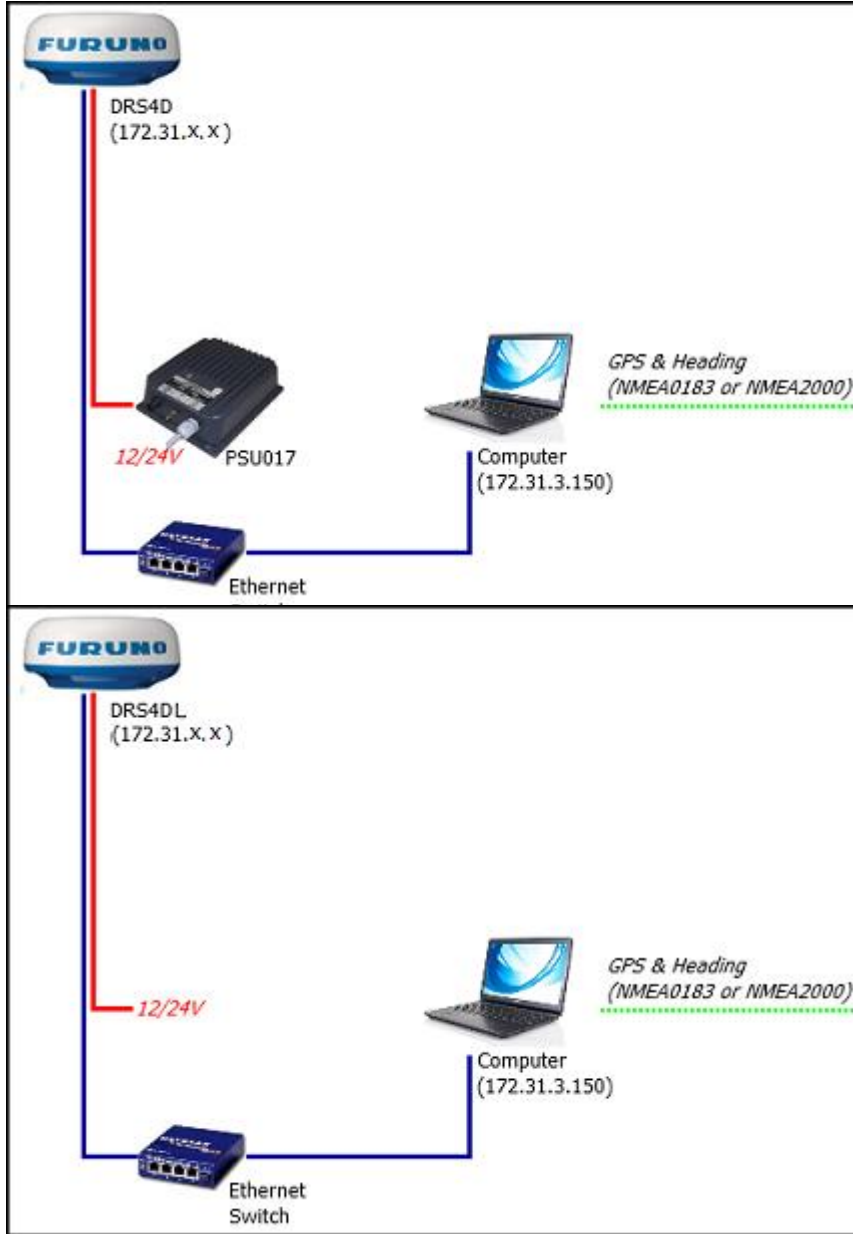 FURUNO
DRS4D
(172.31.x.x)
GPS & Heading
(NMEA0183 or NMEA2000)
12/24V
PSU017
Computer
(172.31.3.150)
Ethernet
FURUNO
DRS4DL
(172.31.x.x)
GPS & Heading
(NMEA0183 or NMEA2000)
12/24V
Computer
(172.31.3.150)
Ethernet
Switch